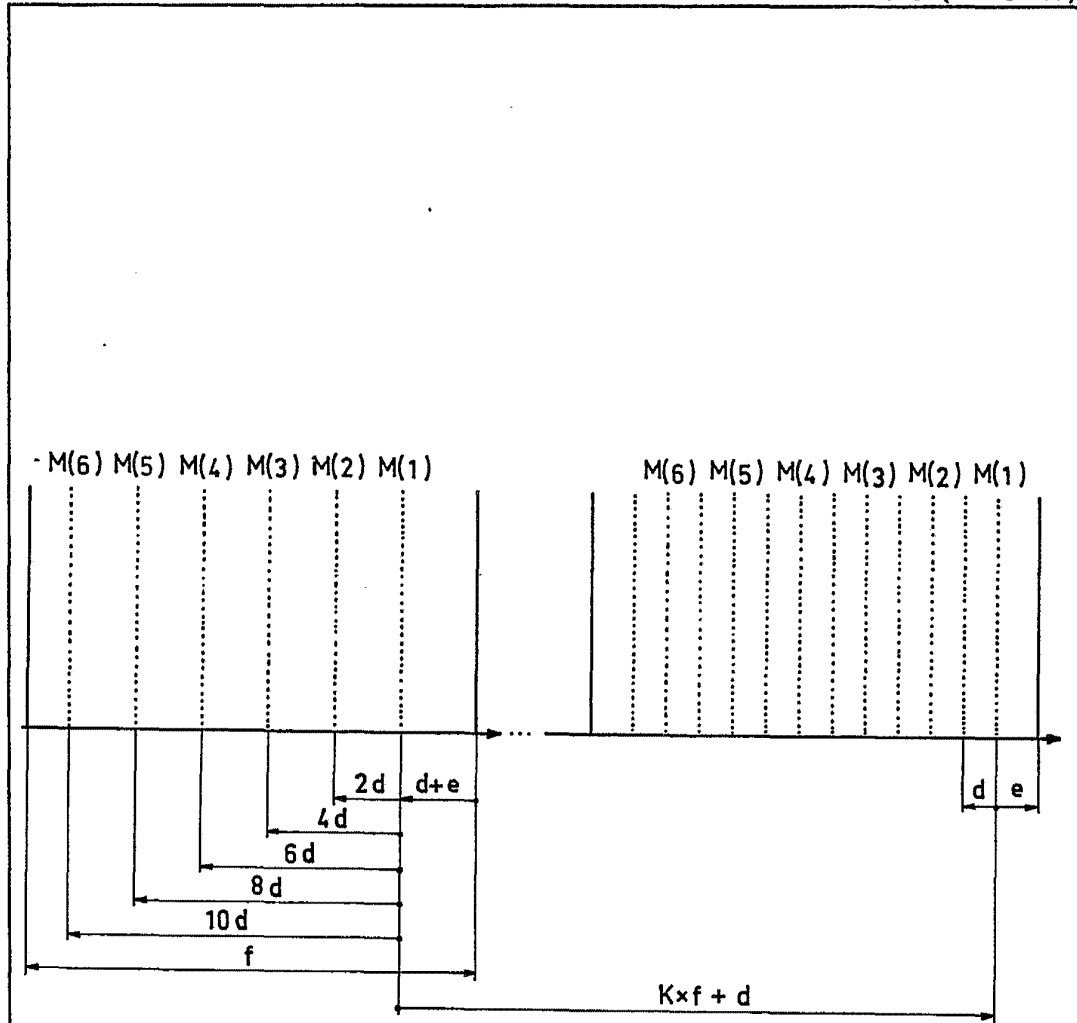 M(6) M(5) M(4) M(3) M(2) M(1)
M(6) M(5) M(4) M(3) M(2) M(1)
...
2d d+e
d e
4d
6d
8d
10d
f
K×f + d